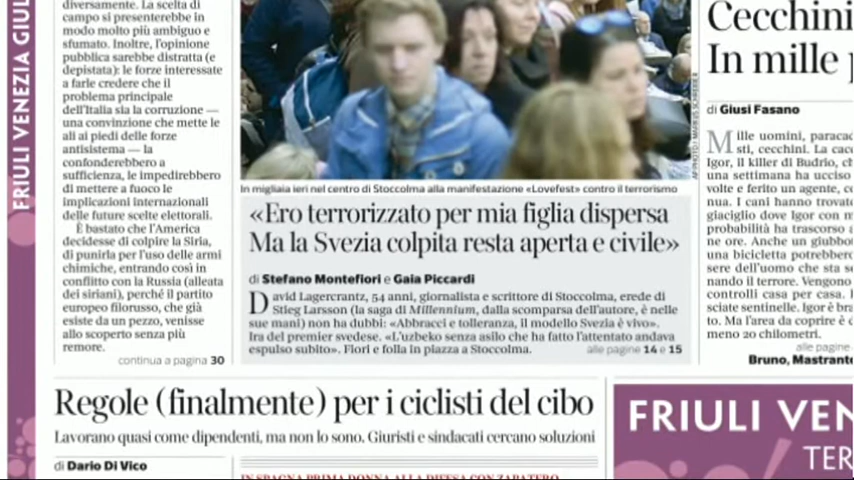 FRIULI VENEZIA GIUL
diversamente. La scelta di
campo si presenterebbe in
modo molto più ambiguo e
sfumato. Inoltre, l'opinione
pubblica sarebbe distratta (e
depistata): le forze interessate
a farle credere che il
problema principale
dell'Italia sia la corruzione —
una convinzione che mette le
ali ai piedi delle forze
antisistema — la
confonderebbero a
sufficienza, le impedirebbero
di mettere a fuoco le
implicazioni internazionali
delle future scelte elettorali.
È bastato che l'America
decidesse di colpire la Siria,
di punirla per l'uso delle armi
chimiche, entrando così in
conflitto con la Russia (alleata
dei siriani), perché il partito
europeo filorusso, che già
esiste da un pezzo, venisse
allo scoperto senza più
remore.
continua a pagina 30
In migliaia ieri nel centro di Stoccolma alla manifestazione «Lovefest» contro il terrorismo
«Ero terrorizzato per mia figlia dispersa
Ma la Svezia colpita resta aperta e civile»
di Stefano Montefiori e Gaia Piccardi
David Lagercrantz, 54 anni, giornalista e scrittore di Stoccolma, erede di
Stieg Larsson (la saga di Millennium, dalla scomparsa dell'autore, è nelle
sue mani) non ha dubbi: «Abbracci e tolleranza, il modello Svezia è vivo».
Ira del premier svedese. «L'uzbeko senza asilo che ha fatto l'attentato andava
espulso subito». Fiori e folla in piazza a Stoccolma.
alle pagine 14 e 15
Cecchini
In mille
di Giusi Fasano
Mille uomini, paracad
sti, cecchini. La cac
Igor, il killer di Budrio, ch
una settimana ha ucciso
volte e ferito un agente, co
nua. I cani hanno trovato
giaciglio dove Igor con m
probabilità ha trascorso a
ne ore. Anche un giubbot
una bicicletta potrebbero
sere dell'uomo che sta se
nando il terrore. Vengono
controlli casa per casa.
sciate sentinelle. Igor è bra
to. Ma l'area da coprire è d
meno 20 chilometri.
alle pagine
Bruno, Mastranto
Regole (finalmente) per i ciclisti del cibo
Lavorano quasi come dipendenti, ma non lo sono. Giuristi e sindacati cercano soluzioni
di Dario Di Vico
IN SPAGNA PRIMA DONNA ALLA DIFESA CON ZAPATERO
FRIULI VEN
TER